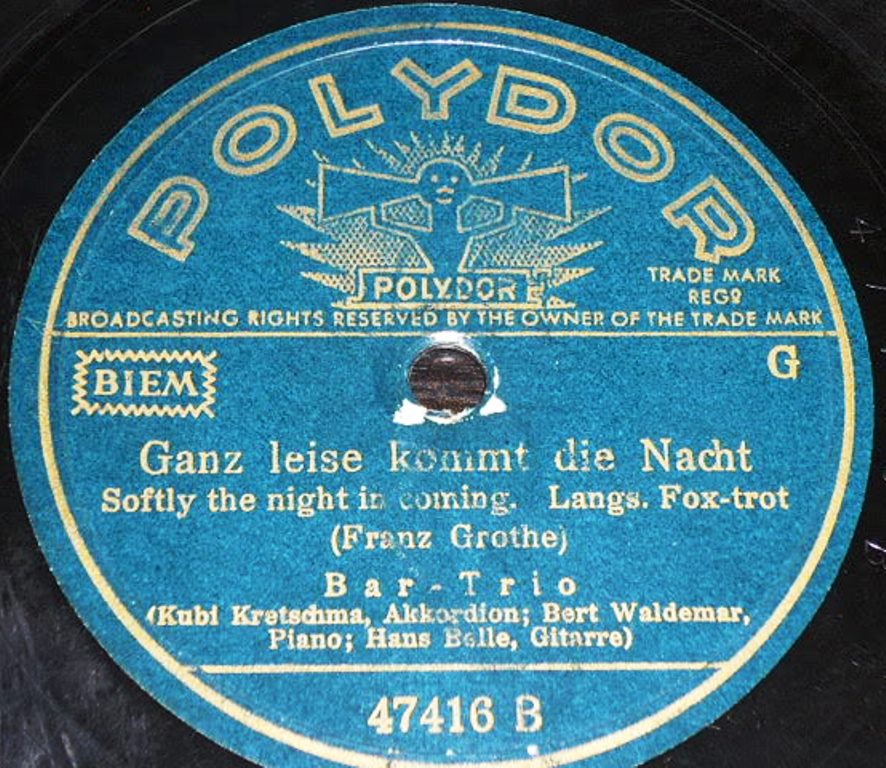 POLYDOR
POLYDOR
TRADE MARK
REGD
BROADCASTING RIGHTS RESERVED BY THE OWNER OF THE TRADE MARK
BIEM
G
Ganz leise kommt die Nacht
Softly the night in coming. Langs. Fox-trot
(Franz Grothe)
Bar-Trio
(Kubi Kretschma, Akkordion; Bert Waldemar,
Piano; Hans Belle, Gitarre)
47416 B